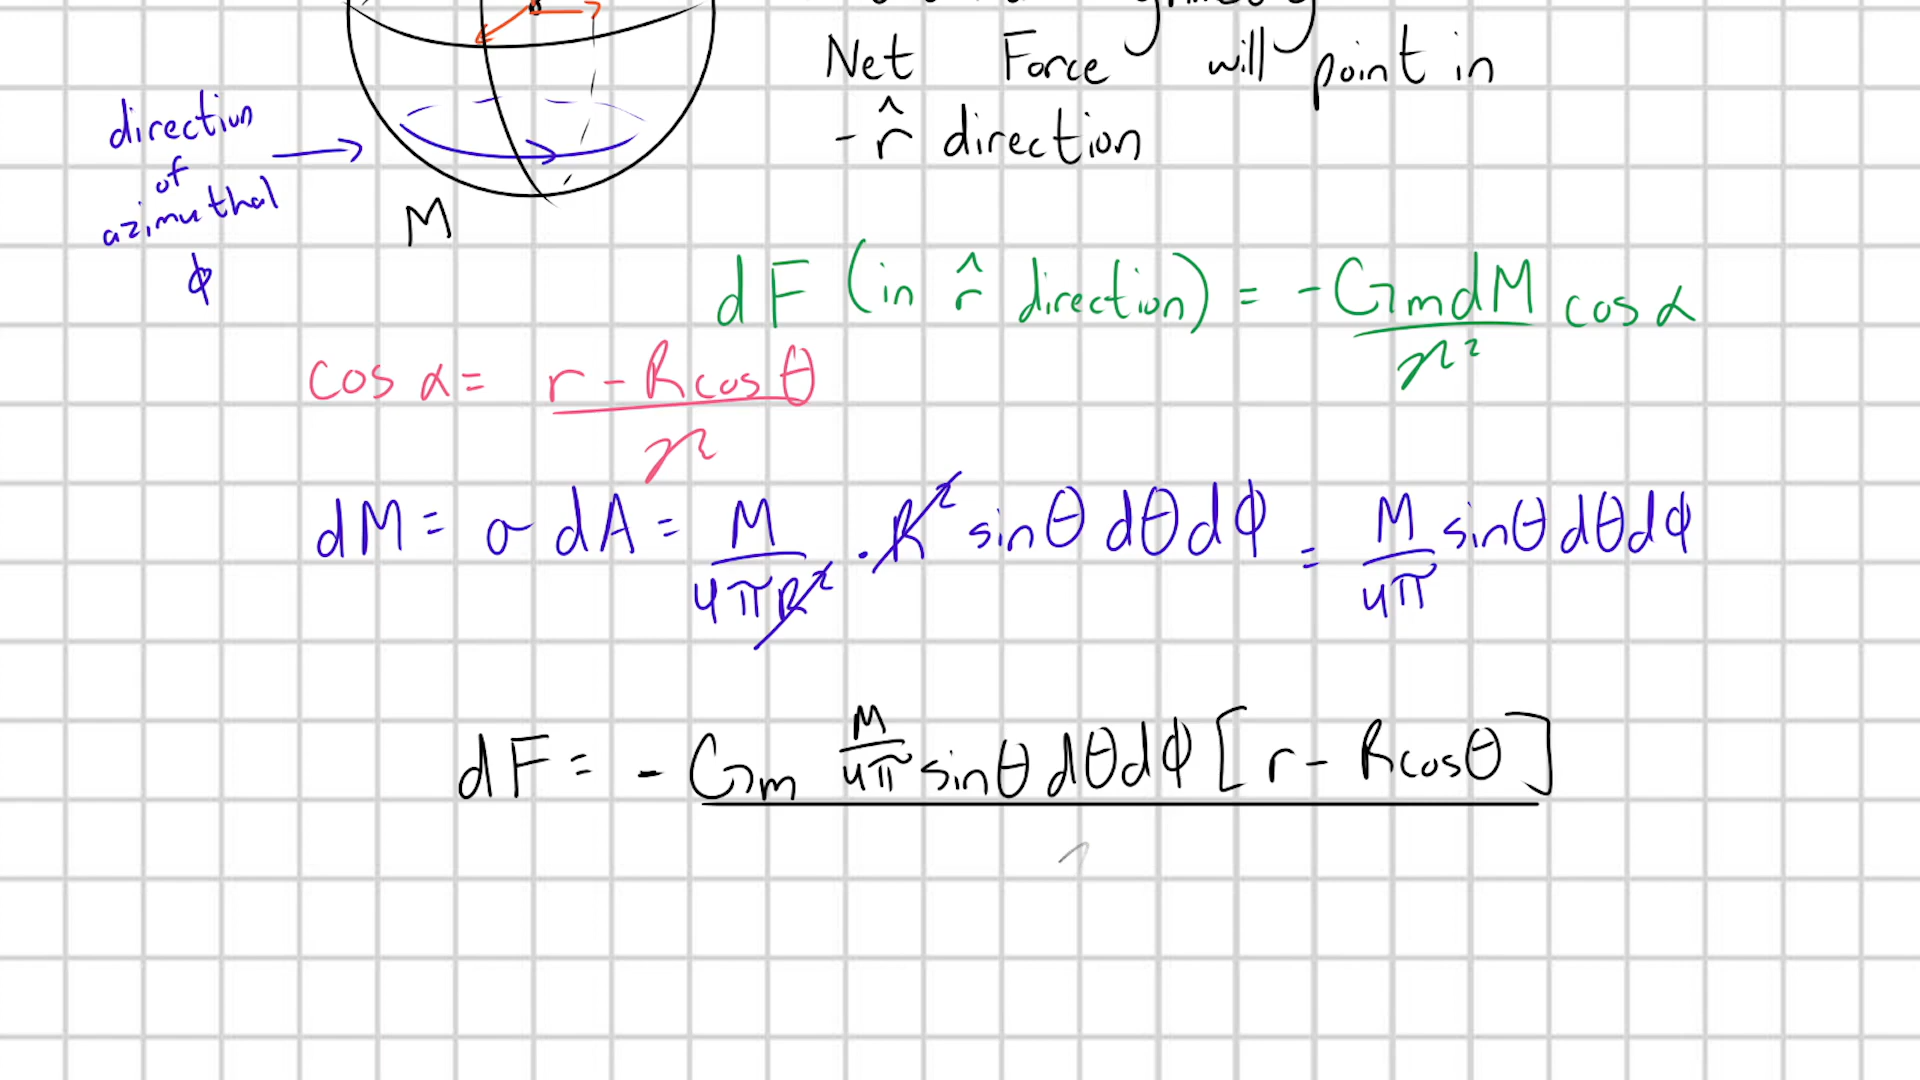 Net Force will point in
- r̂ direction
direction
of
azimuthal
ϕ
M
dF (in r̂ direction) = - GmdM/𝓇² cos α
cos α = r - Rcosθ/𝓇
dM = σ dA = M/4πR² · R² sinθ dθ dϕ = M/4π sinθ dθ dϕ
dF = - Gm M/4π sinθ dθ dϕ [r - Rcosθ]